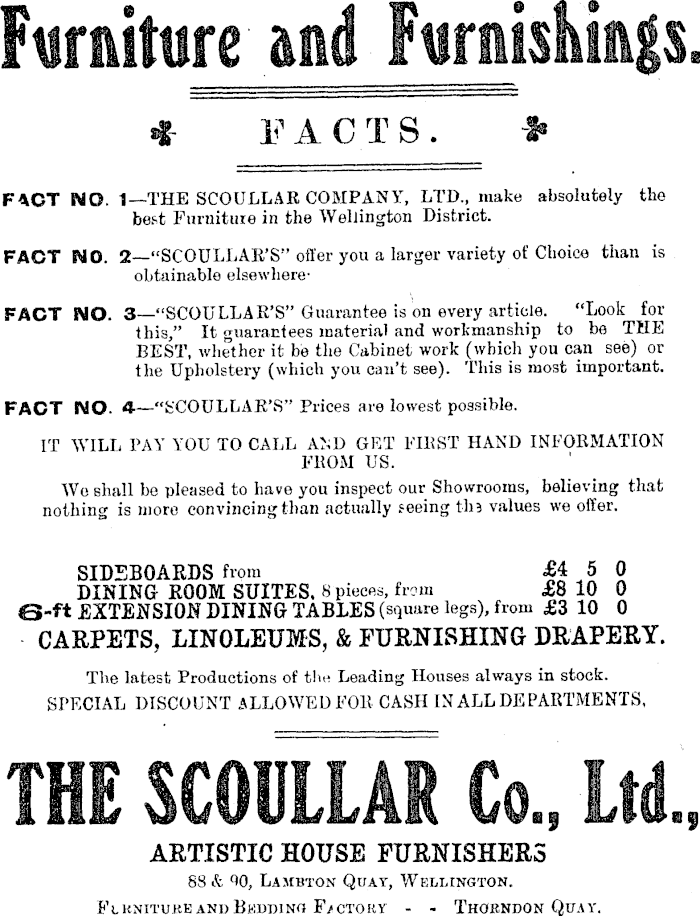 Furniture and Furnishings.
FACTS.
FACT NO. 1—THE SCOULLAR COMPANY, LTD., make absolutely the
best Furniture in the Wellington District.
FACT NO. 2—“SCOULLAR'S” offer you a larger variety of Choice than is
obtainable elsewhere·
FACT NO. 3—“SCOULLAR'S” Guarantee is on every article. “Look for
this,” It guarantees material and workmanship to be THE
BEST, whether it be the Cabinet work (which you can see) or
the Upholstery (which you can't see). This is most important.
FACT NO. 4—“SCOULLAR'S” Prices are lowest possible.
IT WILL PAY YOU TO CALL AND GET FIRST HAND INFORMATION
FROM US.
We shall be pleased to have you inspect our Showrooms, believing that
nothing is more convincing than actually seeing the values we offer.
SIDEBOARDS from £4 5 0
DINING ROOM SUITES, 8 pieces, from £8 10 0
6-ft EXTENSION DINING TABLES (square legs), from £3 10 0
CARPETS, LINOLEUMS, & FURNISHING DRAPERY.
The latest Productions of the Leading Houses always in stock.
SPECIAL DISCOUNT ALLOWED FOR CASH IN ALL DEPARTMENTS,
THE SCOULLAR Co., Ltd.,
ARTISTIC HOUSE FURNISHERS
88 & 90, LAMBTON QUAY, WELLINGTON.
FURNITURE AND BEDDING FACTORY - - THORNDON QUAY.